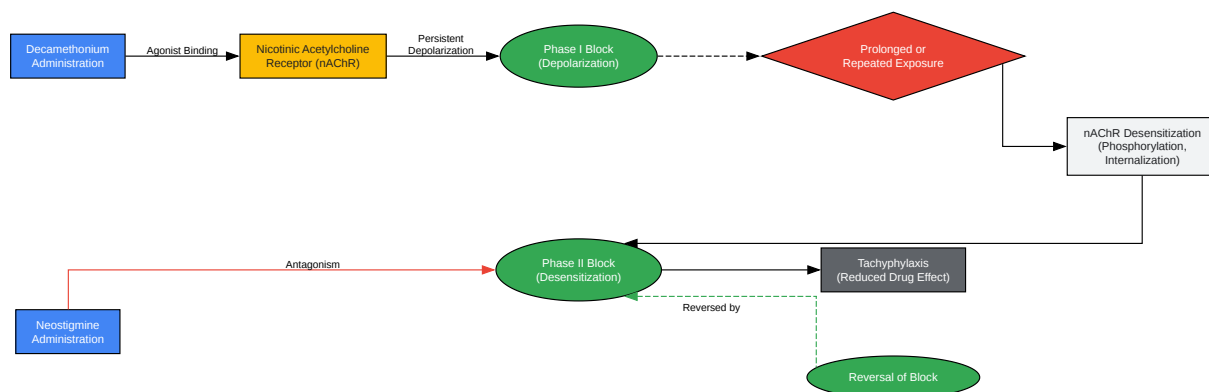 Decamethonium
Administration
Agonist Binding
Nicotinic Acetylcholine
Receptor (nAChR)
Persistent
Depolarization
Phase I Block
(Depolarization)
Prolonged or
Repeated Exposure
nAChR Desensitization
(Phosphorylation,
Internalization)
Antagonism
Phase II Block
(Desensitization)
Tachyphylaxis
(Reduced Drug Effect)
Reversed by
Neostigmine
Administration
Reversal of Block